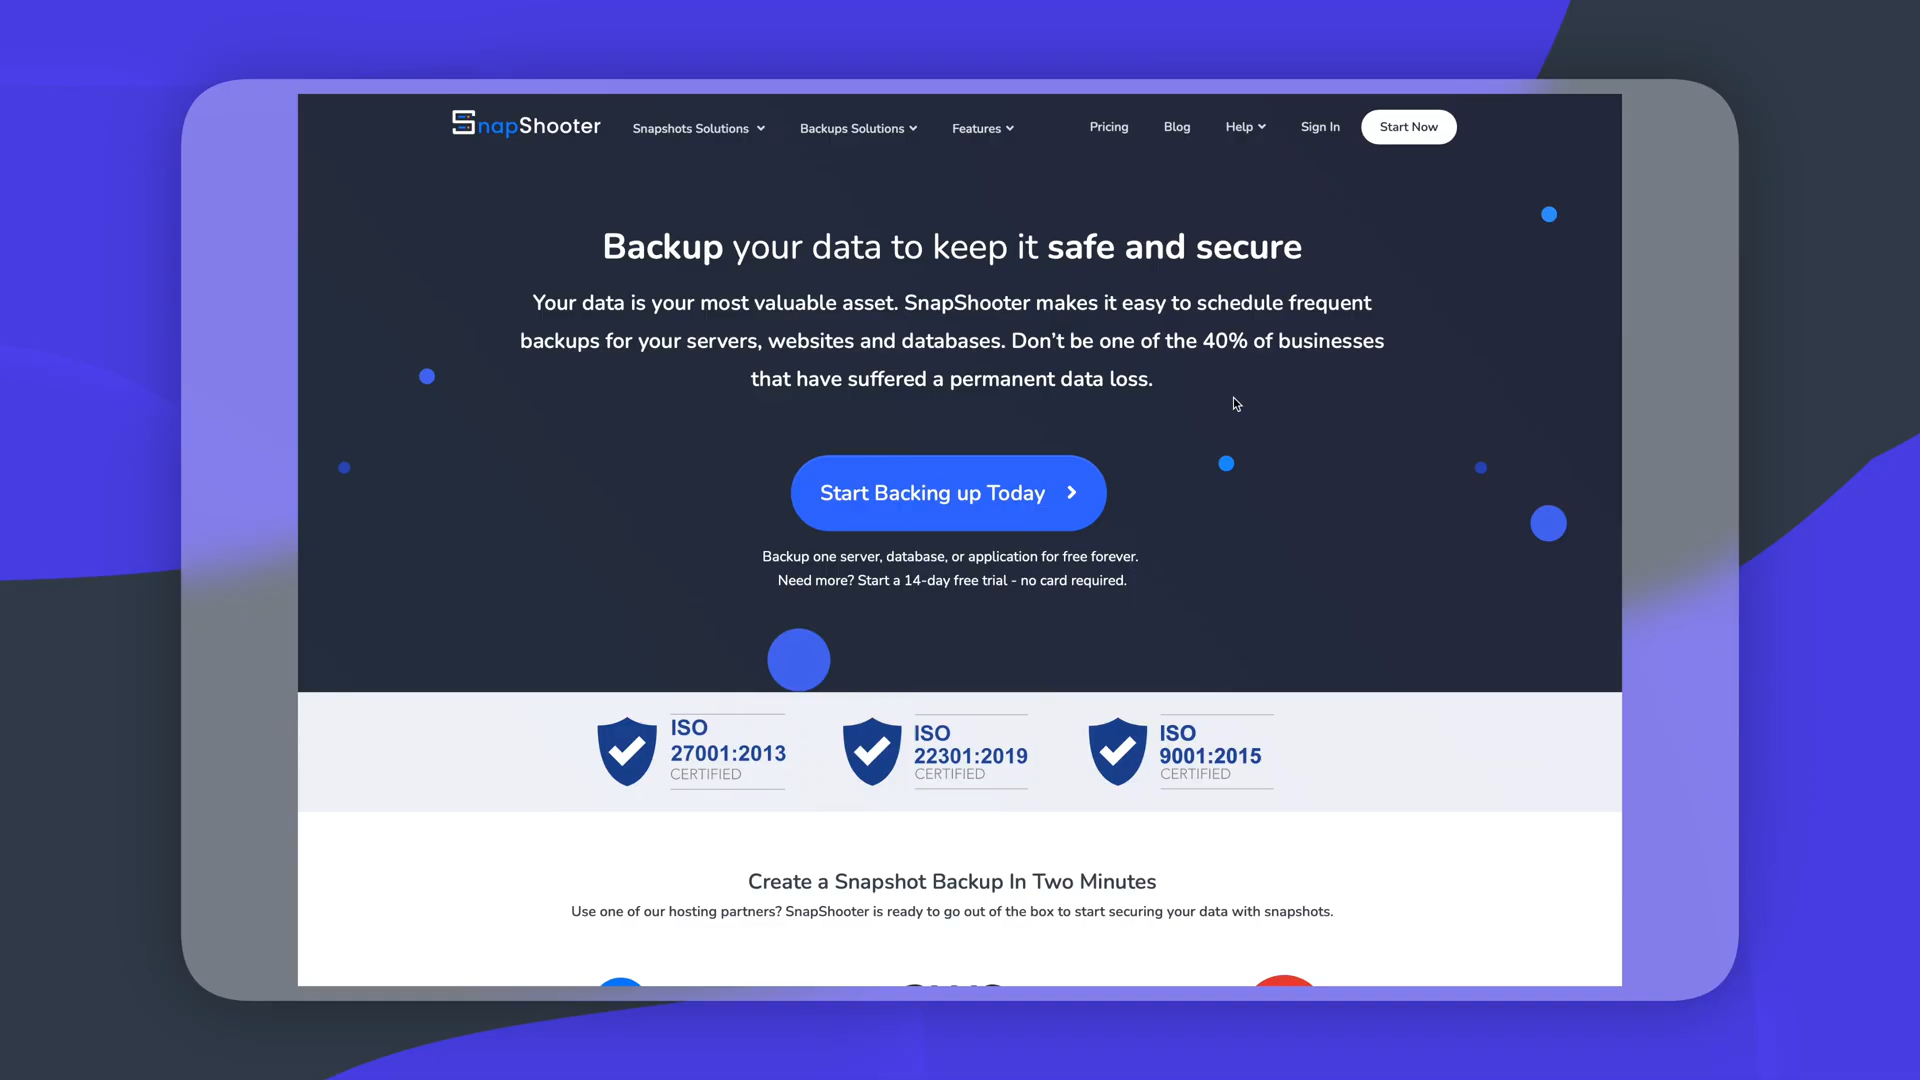 SnapShooter
Snapshots Solutions
Backups Solutions
Features
Pricing
Blog
Help
Sign In
Start Now
Backup your data to keep it safe and secure
Your data is your most valuable asset. SnapShooter makes it easy to schedule frequent
backups for your servers, websites and databases. Don’t be one of the 40% of businesses
that have suffered a permanent data loss.
Start Backing up Today
Backup one server, database, or application for free forever.
Need more? Start a 14-day free trial - no card required.
ISO
27001:2013
CERTIFIED
ISO
22301:2019
CERTIFIED
ISO
9001:2015
CERTIFIED
Create a Snapshot Backup In Two Minutes
Use one of our hosting partners? SnapShooter is ready to go out of the box to start securing your data with snapshots.